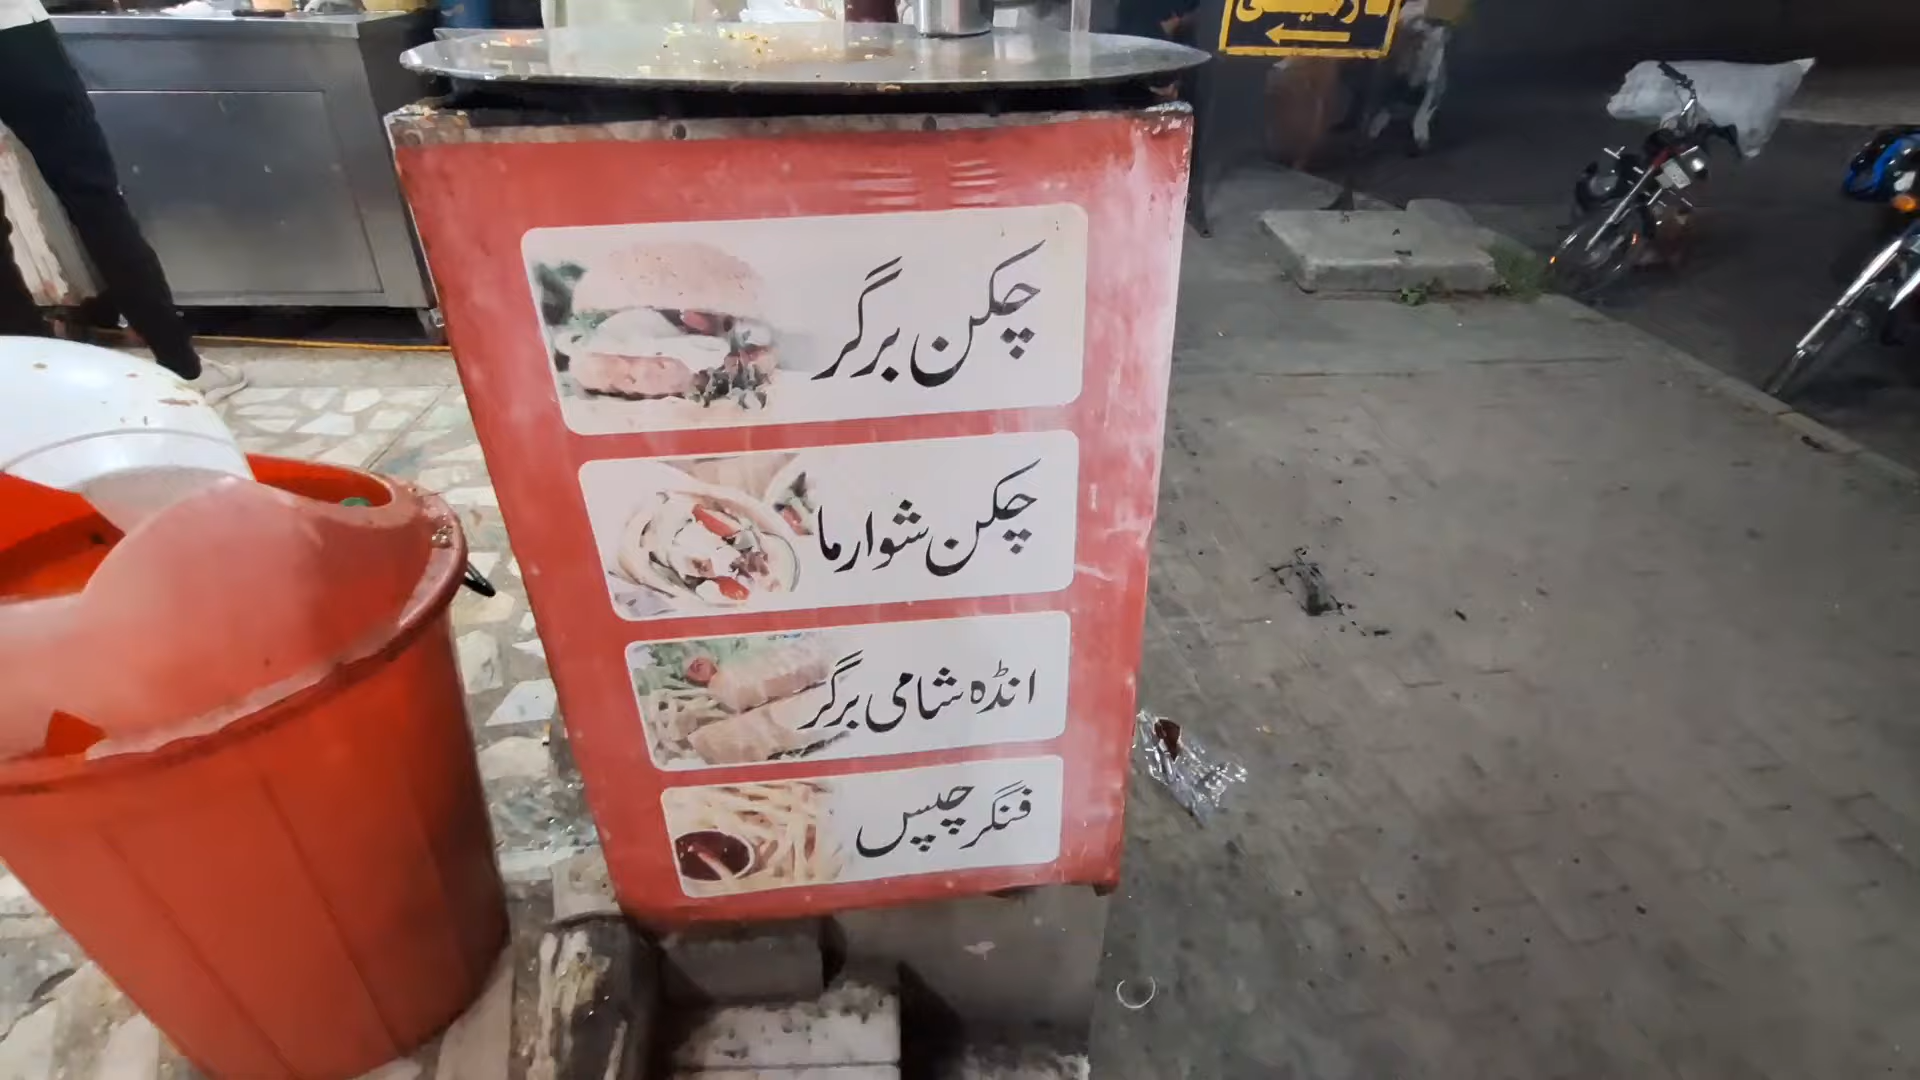 چکن برگر
چکن شوارما
انڈہ شامی برگر
فنگر چپس